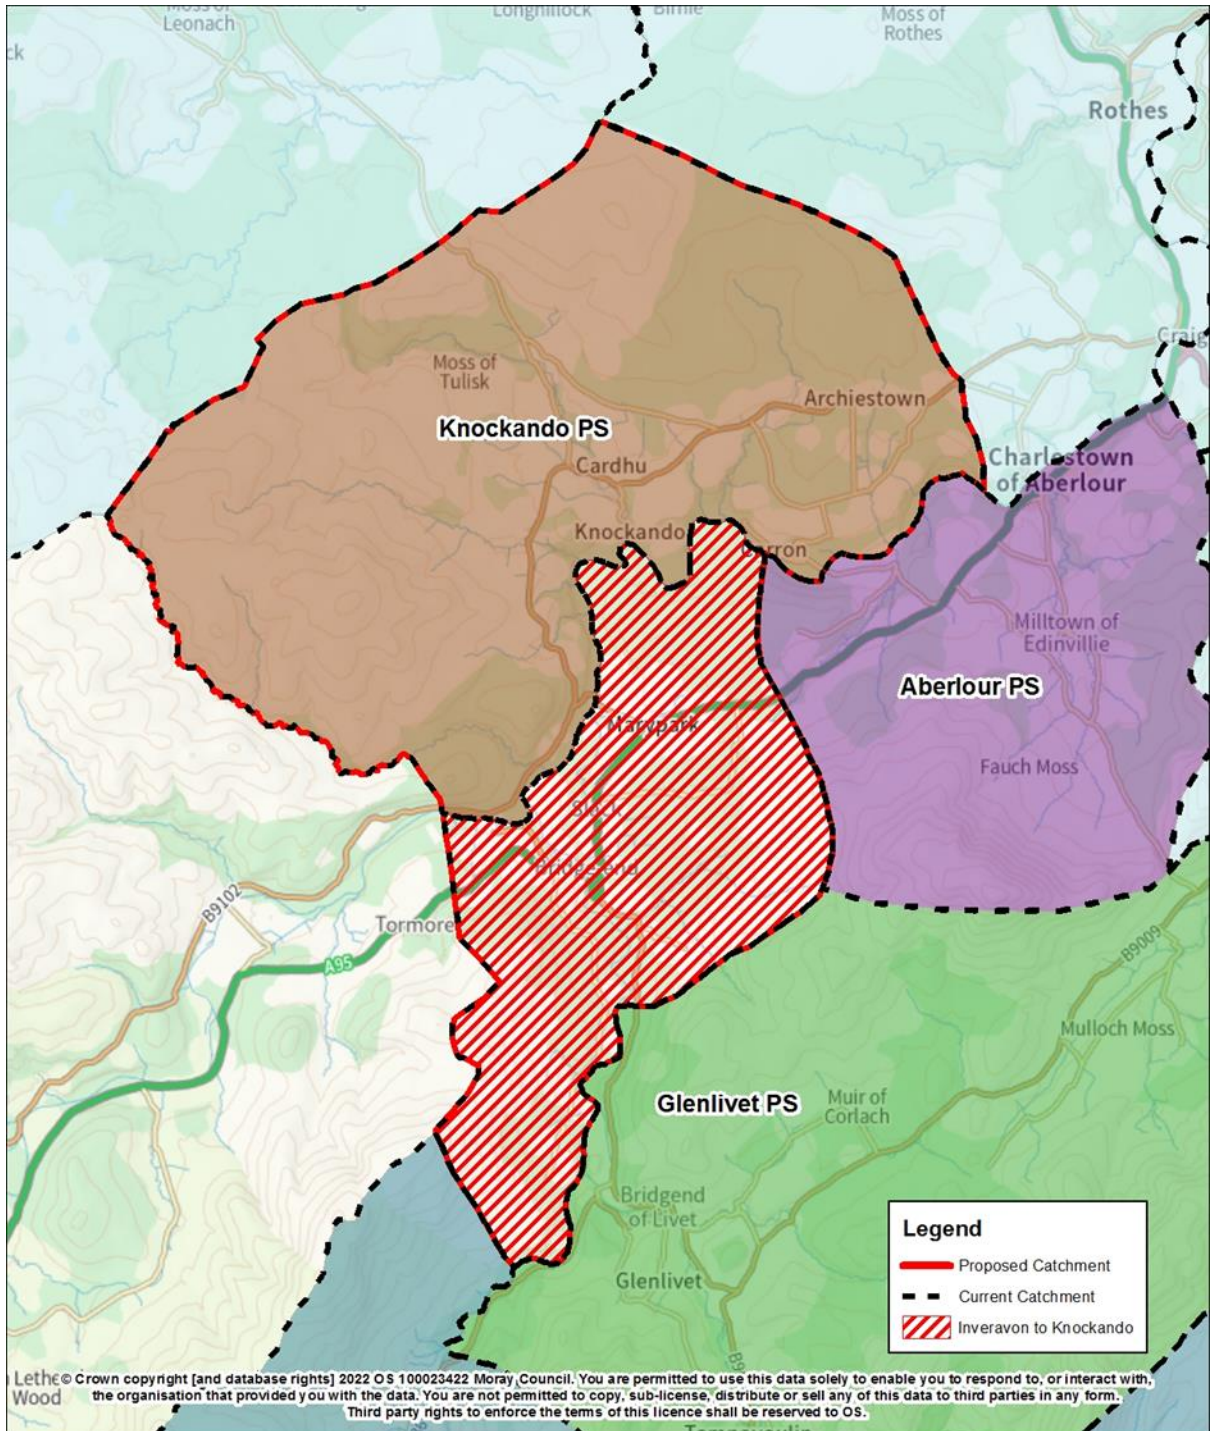 Moss of
Leonach
Longhillock
Birnie
Moss of
Rothes
ck
Rothes
Craig
Moss of
Tulisk
Archiestown
Knockando PS
Cardhu
Charlestown
of Aberlour
Knockando
Carron
Milltown of
Edinvillie
Aberlour PS
Marypark
Fauch Moss
Bridgend
B9102
Tormore
A95
B9009
Mulloch Moss
Glenlivet PS
Muir of
Corlach
Bridgend
of Livet
Glenlivet
Legend
Proposed Catchment
Current Catchment
Inveravon to Knockando
Lethe
Wood
© Crown copyright [and database rights] 2022 OS 100023422 Moray Council. You are permitted to use this data solely to enable you to respond to, or interact with,
the organisation that provided you with the data. You are not permitted to copy, sub-license, distribute or sell any of this data to third parties in any form.
Third party rights to enforce the terms of this licence shall be reserved to OS.